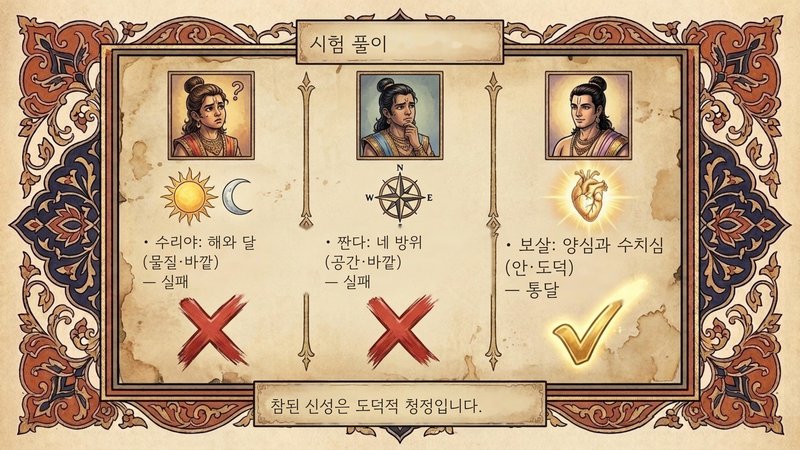 시험 풀이
?
N
W E
• 수리야: 해와 달
(물질·바깥)
— 실패
• 짠다: 네 방위
(공간·바깥)
— 실패
• 보살: 양심과 수치심
(안·도덕)
— 통달
참된 신성은 도덕적 청정입니다.